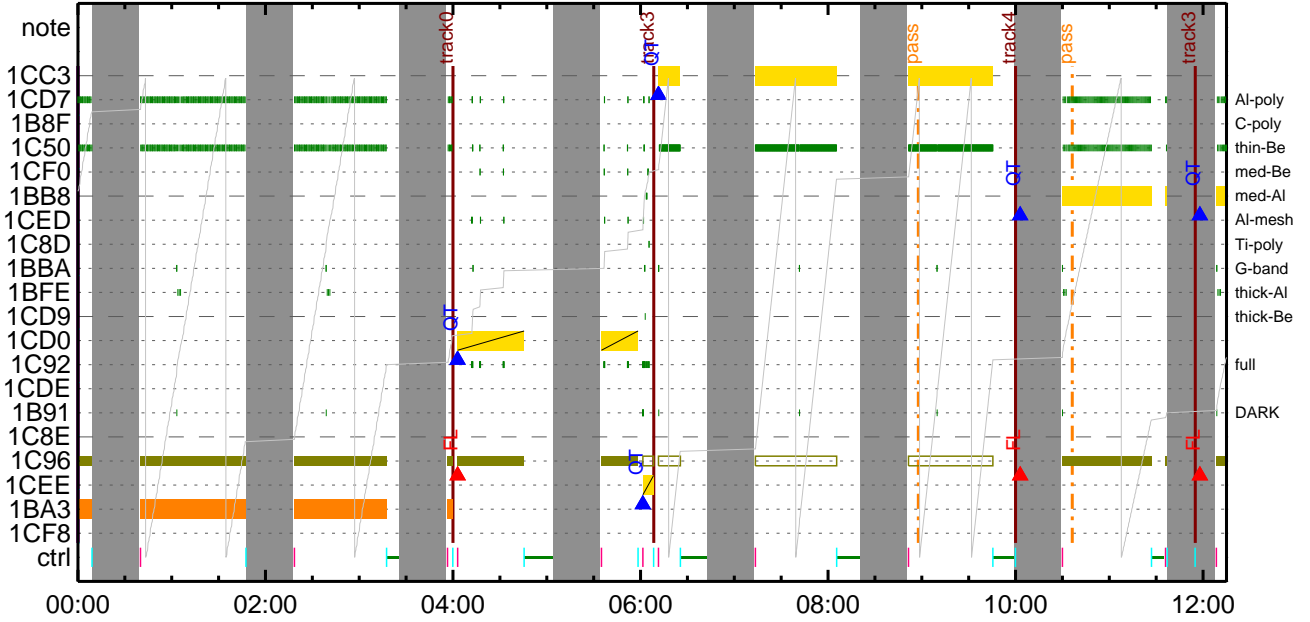 note
track0
track3
pass
track4
pass
track3
QT
1CC3
1CD7 Al-poly
1B8F C-poly
1C50 thin-Be
1CF0 med-Be
QT
QT
1BB8 med-Al
1CED Al-mesh
1C8D Ti-poly
1BBA G-band
1BFE thick-Al
1CD9 thick-Be
QT
1CD0
1C92 full
1CDE
1B91 DARK
1C8E
FL
FL
FL
1C96
QT
1CEE
1BA3
1CF8
ctrl
00:00 02:00 04:00 06:00 08:00 10:00 12:00